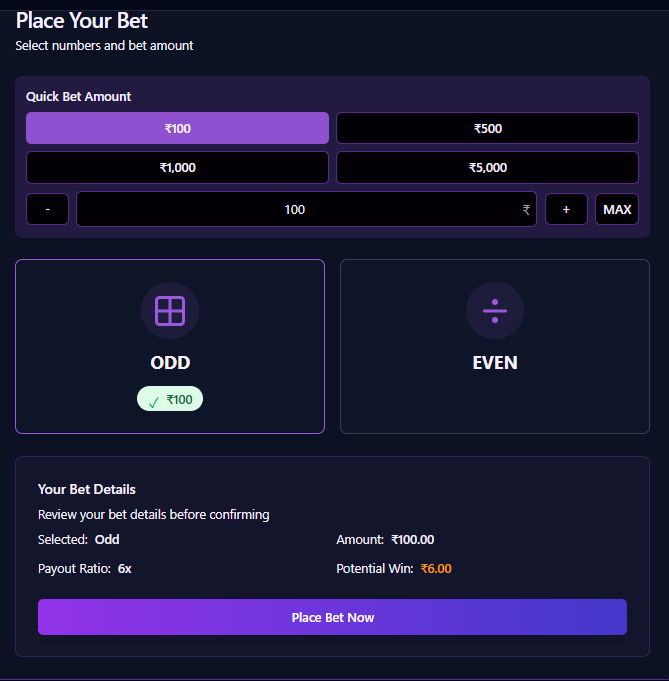 Place Your Bet
Select numbers and bet amount
Quick Bet Amount
₹100 ₹500
₹1,000 ₹5,000
- 100 ₹ + MAX
ODD EVEN
✓ ₹100
Your Bet Details
Review your bet details before confirming
Selected: Odd Amount: ₹100.00
Payout Ratio: 6x Potential Win: ₹6.00
Place Bet Now